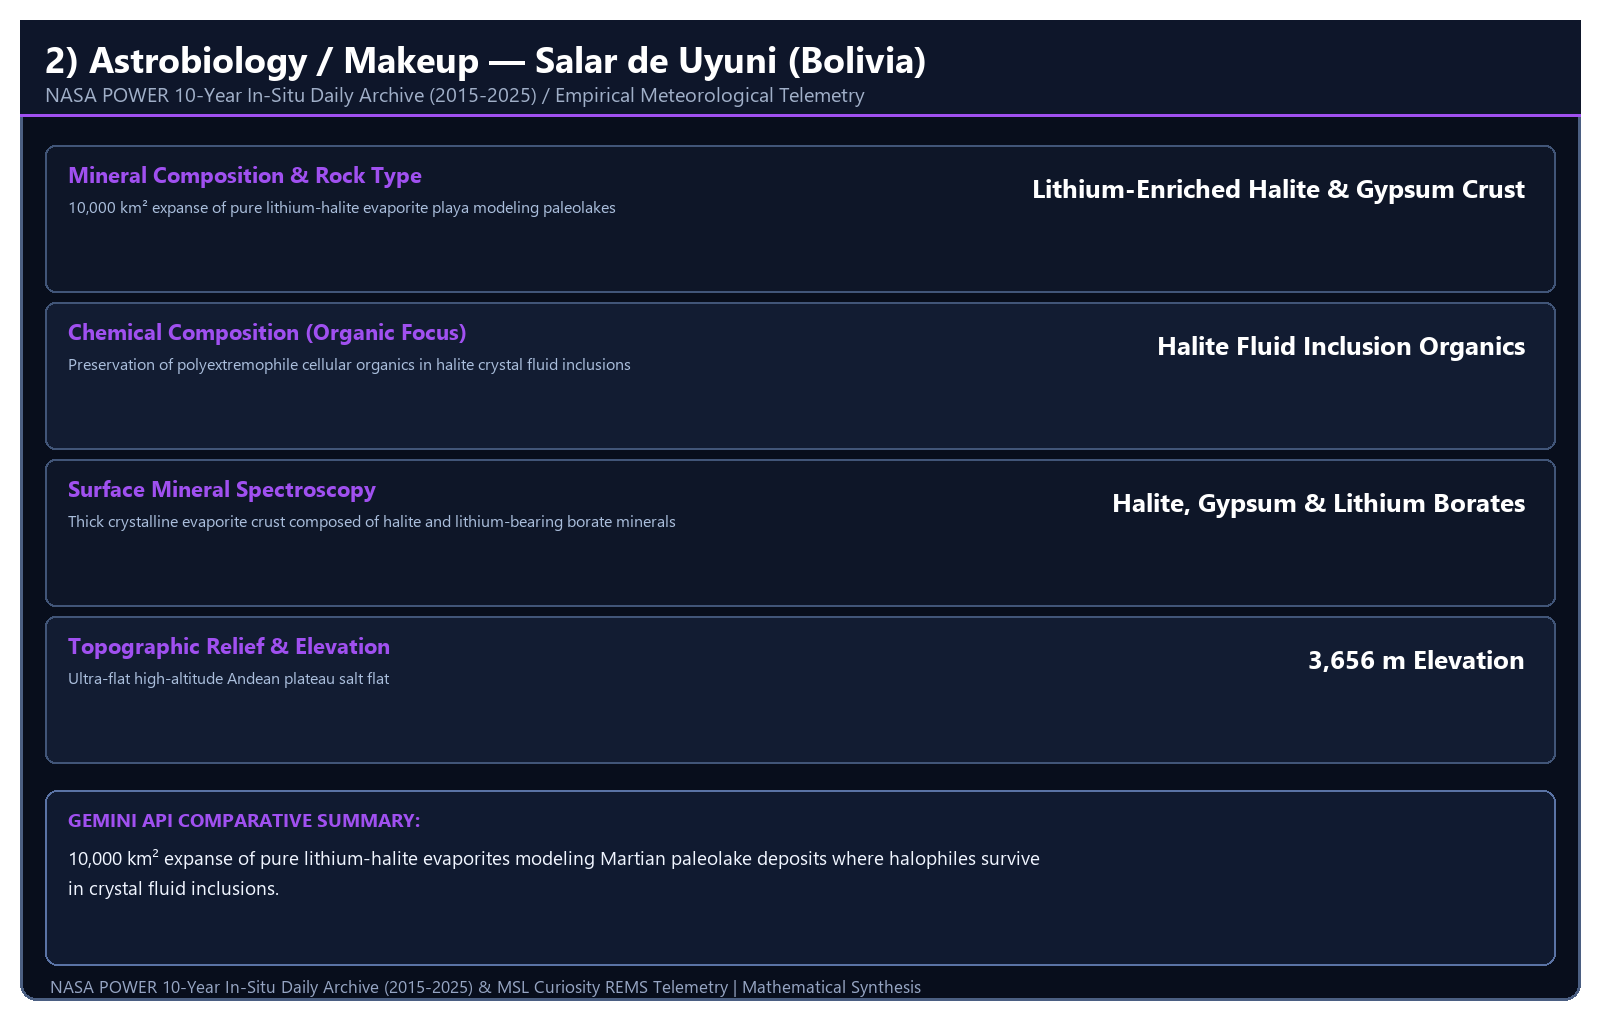 2) Astrobiology / Makeup — Salar de Uyuni (Bolivia)
NASA POWER 10-Year In-Situ Daily Archive (2015-2025) / Empirical Meteorological Telemetry
Mineral Composition & Rock Type
Lithium-Enriched Halite & Gypsum Crust
10,000 km² expanse of pure lithium-halite evaporite playa modeling paleolakes
Chemical Composition (Organic Focus)
Halite Fluid Inclusion Organics
Preservation of polyextremophile cellular organics in halite crystal fluid inclusions
Surface Mineral Spectroscopy
Halite, Gypsum & Lithium Borates
Thick crystalline evaporite crust composed of halite and lithium-bearing borate minerals
Topographic Relief & Elevation
3,656 m Elevation
Ultra-flat high-altitude Andean plateau salt flat
GEMINI API COMPARATIVE SUMMARY:
10,000 km² expanse of pure lithium-halite evaporites modeling Martian paleolake deposits where halophiles survive
in crystal fluid inclusions.
NASA POWER 10-Year In-Situ Daily Archive (2015-2025) & MSL Curiosity REMS Telemetry | Mathematical Synthesis